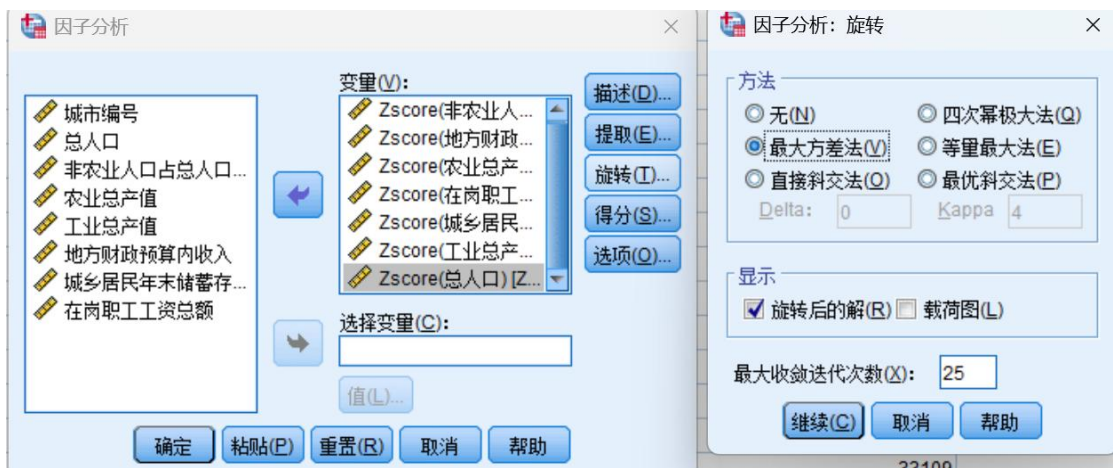 因子分析
城市编号
总人口
非农业人口占总人口...
农业总产值
工业总产值
地方财政预算内收入
城乡居民年末储蓄存...
在岗职工工资总额
变量(V):
Zscore(非农业人...
Zscore(地方财政...
Zscore(农业总产...
Zscore(在岗职工...
Zscore(城乡居民...
Zscore(工业总产...
Zscore(总人口) [Z...
选择变量(C):
值(L)...
描述(D)...
提取(E)...
旋转(T)...
得分(S)...
选项(O)...
确定 粘贴(P) 重置(R) 取消 帮助
因子分析：旋转
方法
无(N) 四次幂极大法(Q)
最大方差法(V) 等量最大法(E)
直接斜交法(O) 最优斜交法(P)
Delta: 0 Kappa 4
显示
旋转后的解(R) 载荷图(L)
最大收敛迭代次数(X): 25
继续(C) 取消 帮助